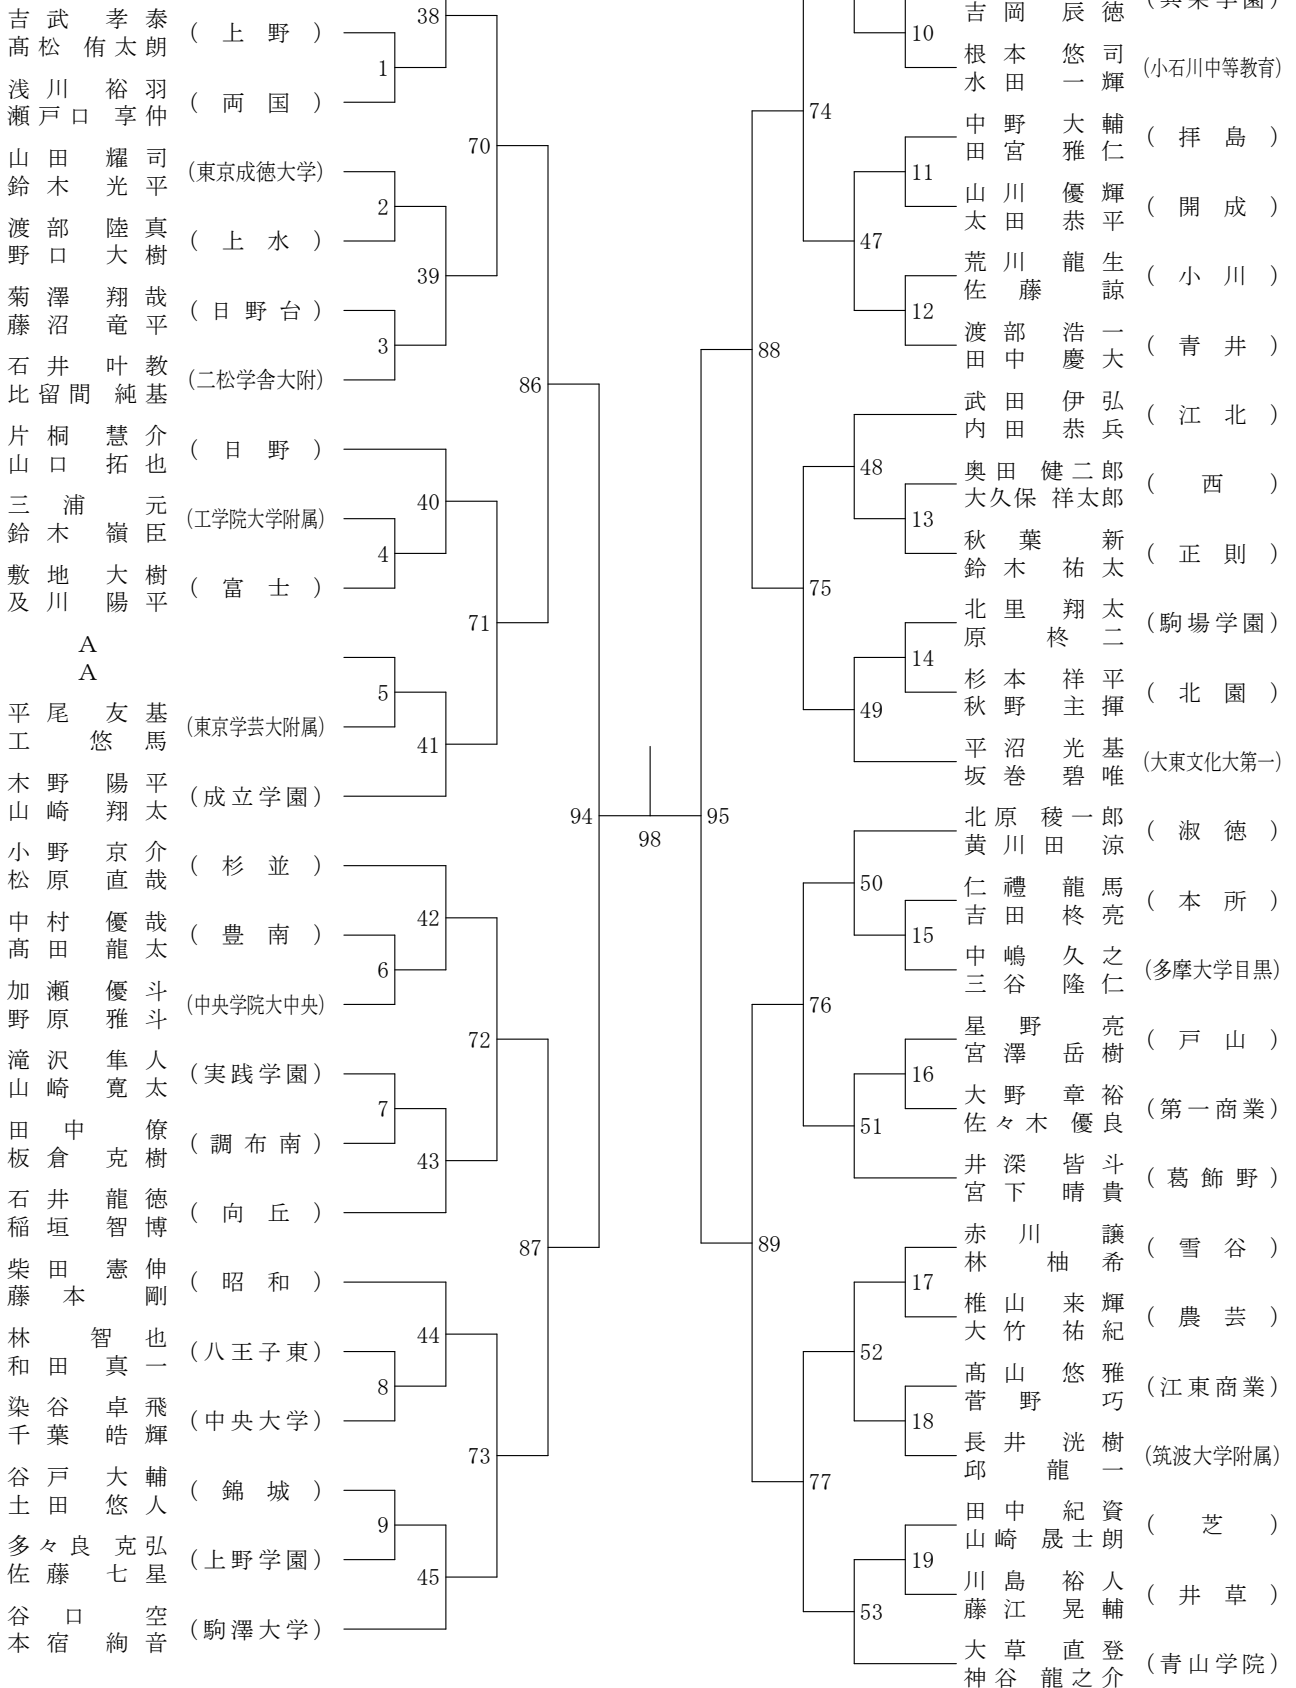 吉武 孝泰
髙松 侑太朗
(上野)
浅川 裕羽
瀬戸口 享仲
(両国)
山田 耀司
鈴木 光平
(東京成徳大学)
渡部 陸真
野口 大樹
(上水)
菊澤 翔哉
藤沼 竜平
(日野台)
石井 叶教
比留間 純基
(二松学舎大附)
片桐 慧介
山口 拓也
(日野)
三浦 元
鈴木 嶺臣
(工学院大学附属)
敷地 大樹
及川 陽平
(富士)
A
A
平尾 友基
工 悠馬
(東京学芸大附属)
木野 陽平
山崎 翔太
(成立学園)
小野 京介
松原 直哉
(杉並)
中村 優哉
髙田 龍太
(豊南)
加瀬 優斗
野原 雅斗
(中央学院大中央)
滝沢 隼人
山崎 寛太
(実践学園)
田中 僚
板倉 克樹
(調布南)
石井 龍徳
稲垣 智博
(向丘)
柴田 憲伸
藤本 剛
(昭和)
林 智也
和田 真一
(八王子東)
染谷 卓飛
千葉 皓輝
(中央大学)
谷戸 大輔
土田 悠人
(錦城)
多々良 克弘
佐藤 七星
(上野学園)
谷口 空
本宿 絢音
(駒澤大学)
38
1
70
2
39
3
86
40
4
71
5
41
94
42
6
72
7
43
87
44
8
73
9
45
98
95
10
74
11
47
12
88
48
13
75
14
49
50
15
76
16
51
89
17
52
18
77
19
53
吉岡 辰徳
根本 悠司
水田 一輝
(小石川中等教育)
中野 大輔
田宮 雅仁
(拝島)
山川 優輝
太田 恭平
(開成)
荒川 龍生
佐藤 諒
(小川)
渡部 浩一
田中 慶大
(青井)
武田 伊弘
内田 恭兵
(江北)
奥田 健二郎
大久保 祥太郎
(西)
秋葉 新
鈴木 祐太
(正則)
北里 翔太
原 柊二
(駒場学園)
杉本 祥平
秋野 主揮
(北園)
平沼 光基
坂巻 碧唯
(大東文化大第一)
北原 稜一郎
黄川田 涼
(淑徳)
仁禮 龍馬
吉田 柊亮
(本所)
中嶋 久之
三谷 隆仁
(多摩大学目黒)
星野 亮
宮澤 岳樹
(戸山)
大野 章裕
佐々木 優良
(第一商業)
井深 皆斗
宮下 晴貴
(葛飾野)
赤川 譲
林 柚希
(雪谷)
椎山 来輝
大竹 祐紀
(農芸)
髙山 悠雅
菅野 巧
(江東商業)
長井 洸樹
邱 龍一
(筑波大学附属)
田中 紀資
山崎 晟士朗
(芝)
川島 裕人
藤江 晃輔
(井草)
大草 直登
神谷 龍之介
(青山学院)